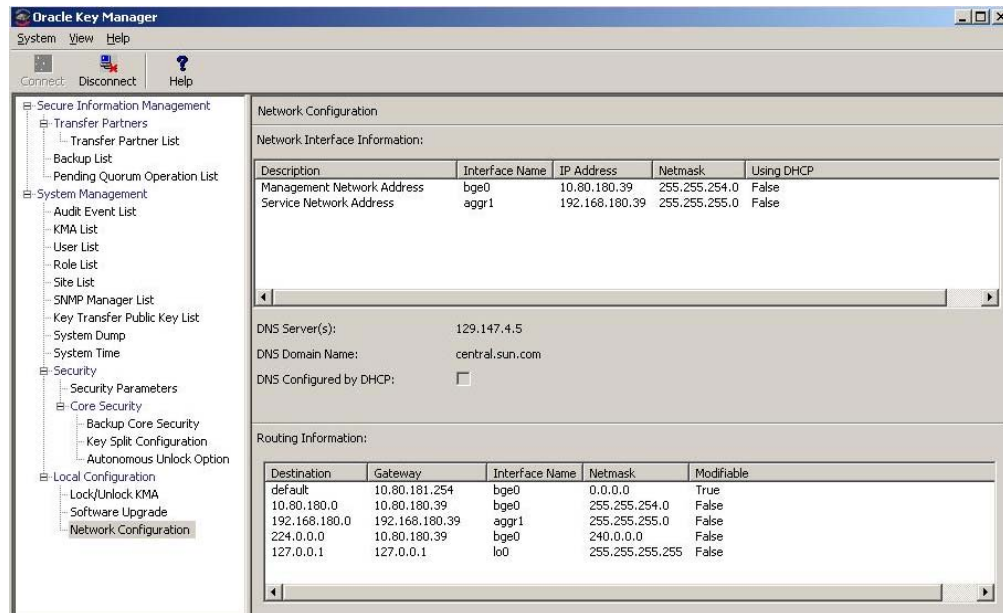 Oracle Key Manager
System View Help
Connect Disconnect Help
Secure Information Management
Transfer Partners
Transfer Partner List
Backup List
Pending Quorum Operation List
System Management
Audit Event List
KMA List
User List
Role List
Site List
SNMP Manager List
Key Transfer Public Key List
System Dump
System Time
Security
Security Parameters
Core Security
Backup Core Security
Key Split Configuration
Autonomous Unlock Option
Local Configuration
Lock/Unlock KMA
Software Upgrade
Network Configuration
Network Configuration
Network Interface Information:
Description Interface Name IP Address Netmask Using DHCP
Management Network Address bge0 10.80.180.39 255.255.254.0 False
Service Network Address aggr1 192.168.180.39 255.255.255.0 False
DNS Server(s): 129.147.4.5
DNS Domain Name: central.sun.com
DNS Configured by DHCP:
Routing Information:
Destination Gateway Interface Name Netmask Modifiable
default 10.80.181.254 bge0 0.0.0.0 True
10.80.180.0 10.80.180.39 bge0 255.255.254.0 False
192.168.180.0 192.168.180.39 aggr1 255.255.255.0 False
224.0.0.0 10.80.180.39 bge0 240.0.0.0 False
127.0.0.1 127.0.0.1 lo0 255.255.255.255 False